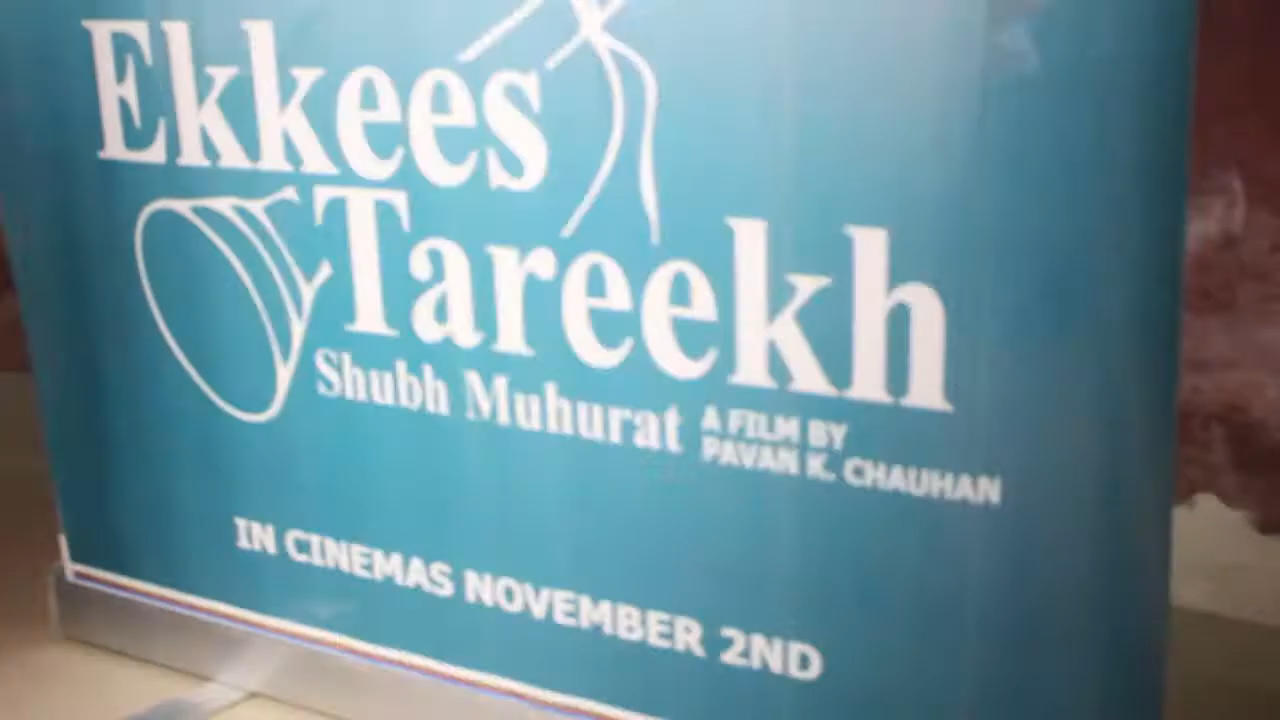 Ekkees
Tareekh
Shubh Muhurat
A FILM BY
PAVAN K. CHAUHAN
IN CINEMAS NOVEMBER 2ND